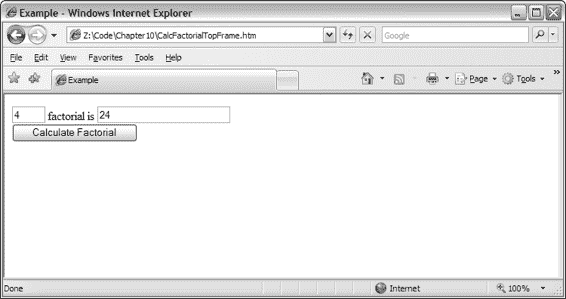 Example - Windows Internet Explorer
Z:\Code\Chapter10\CalcFactorialTopFrame.htm
Google
File Edit View Favorites Tools Help
Example
Page Tools »
4 factorial is 24
Calculate Factorial
Done Internet 100%